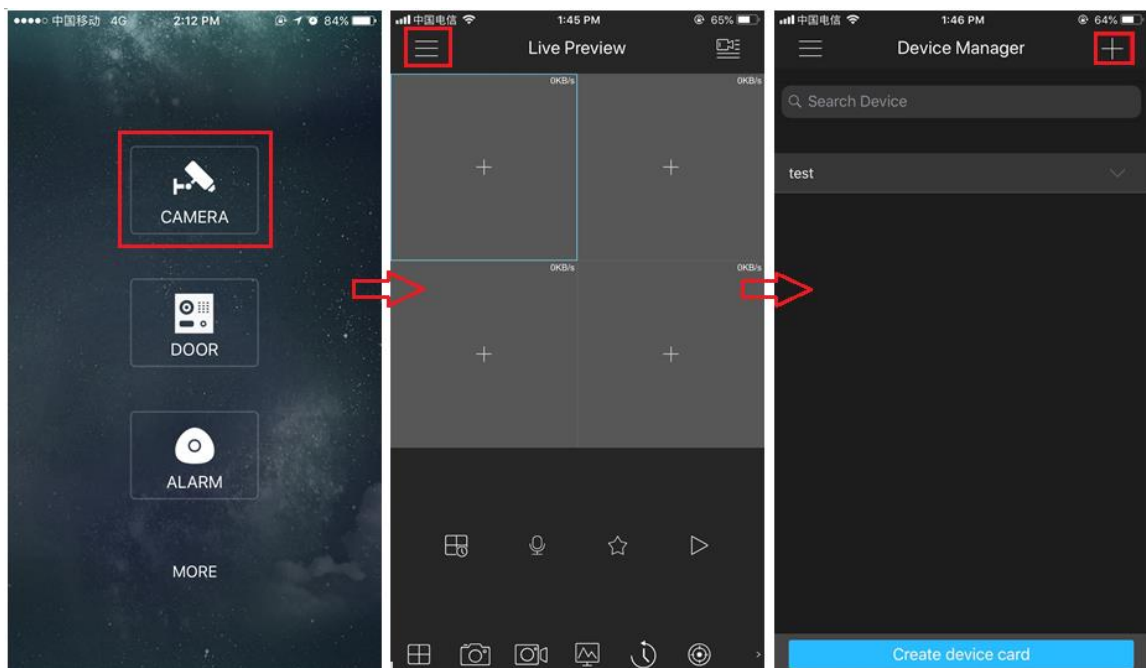 中国移动 4G 2:12 PM 84%
CAMERA
DOOR
ALARM
MORE
中国电信 1:45 PM 65%
Live Preview
0KB/s 0KB/s
0KB/s 0KB/s
中国电信 1:46 PM 64%
Device Manager
Search Device
test
Create device card